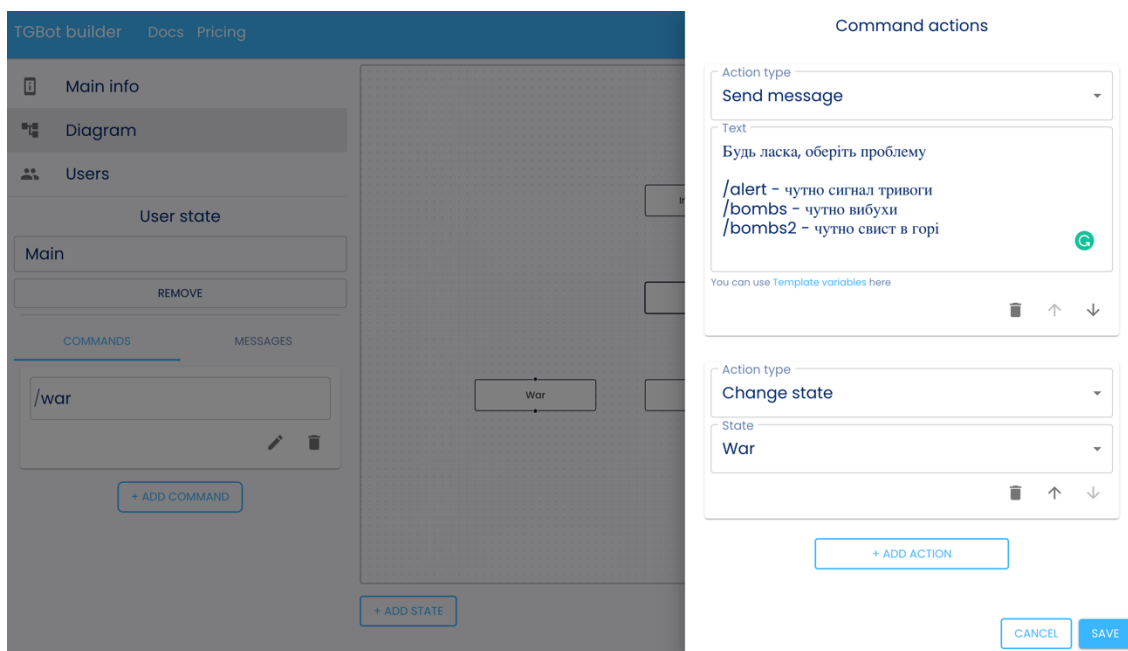 TGBot builder Docs Pricing
Main info
Diagram
Users
User state
Main
REMOVE
COMMANDS MESSAGES
/war
+ ADD COMMAND
War
+ ADD STATE
Command actions
Action type
Send message
Text
Будь ласка, оберіть проблему
/alert - чутно сигнал тривоги
/bombs - чутно вибухи
/bombs2 - чутно свист в горі
You can use Template variables here
Action type
Change state
State
War
+ ADD ACTION
CANCEL SAVE